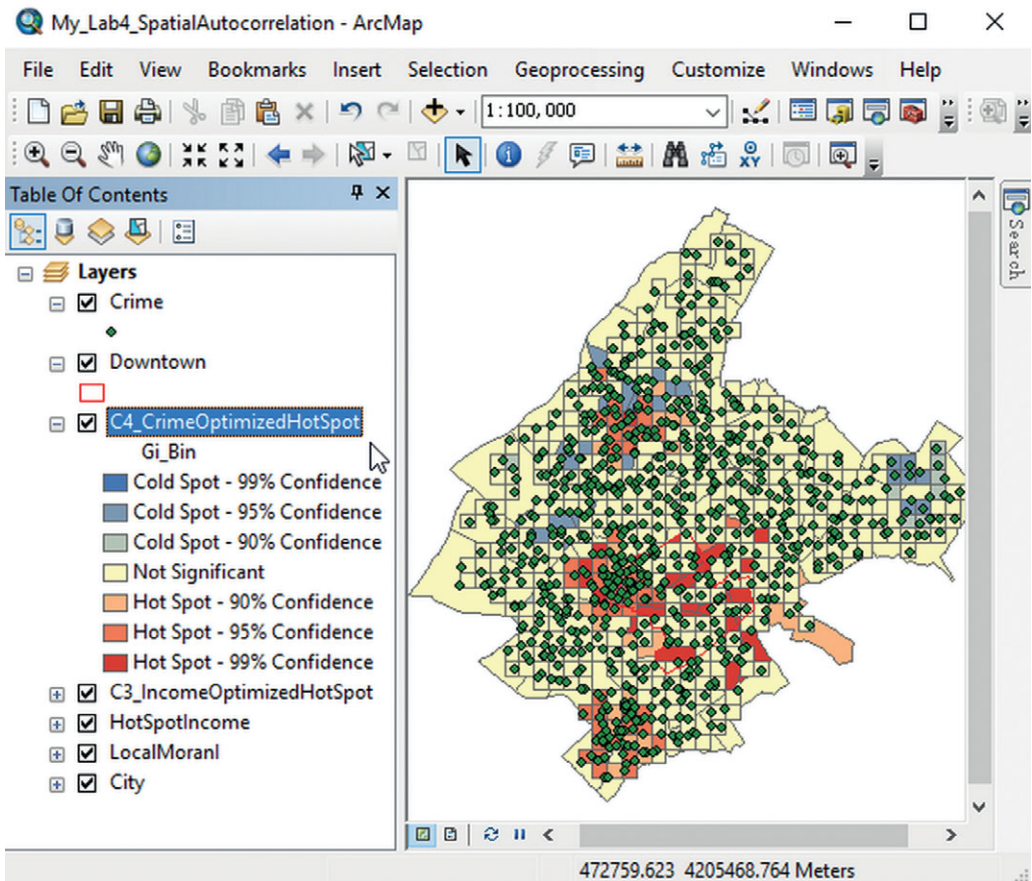 My_Lab4_SpatialAutocorrelation - ArcMap
File Edit View Bookmarks Insert Selection Geoprocessing Customize Windows Help
1:100,000
Table Of Contents
Layers
Crime
Downtown
C4_CrimeOptimizedHotSpot
Gi_Bin
Cold Spot - 99% Confidence
Cold Spot - 95% Confidence
Cold Spot - 90% Confidence
Not Significant
Hot Spot - 90% Confidence
Hot Spot - 95% Confidence
Hot Spot - 99% Confidence
C3_IncomeOptimizedHotSpot
HotSpotIncome
LocalMoranI
City
Search
XY
472759.623 4205468.764 Meters